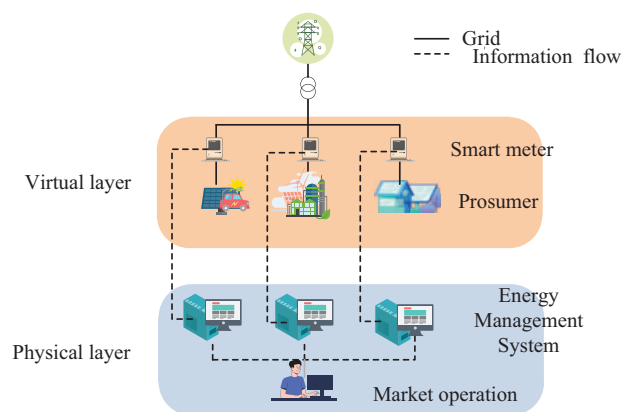 Grid
Information flow
Smart meter
Virtual layer
Prosumer
Energy
Management
System
Physical layer
Market operation